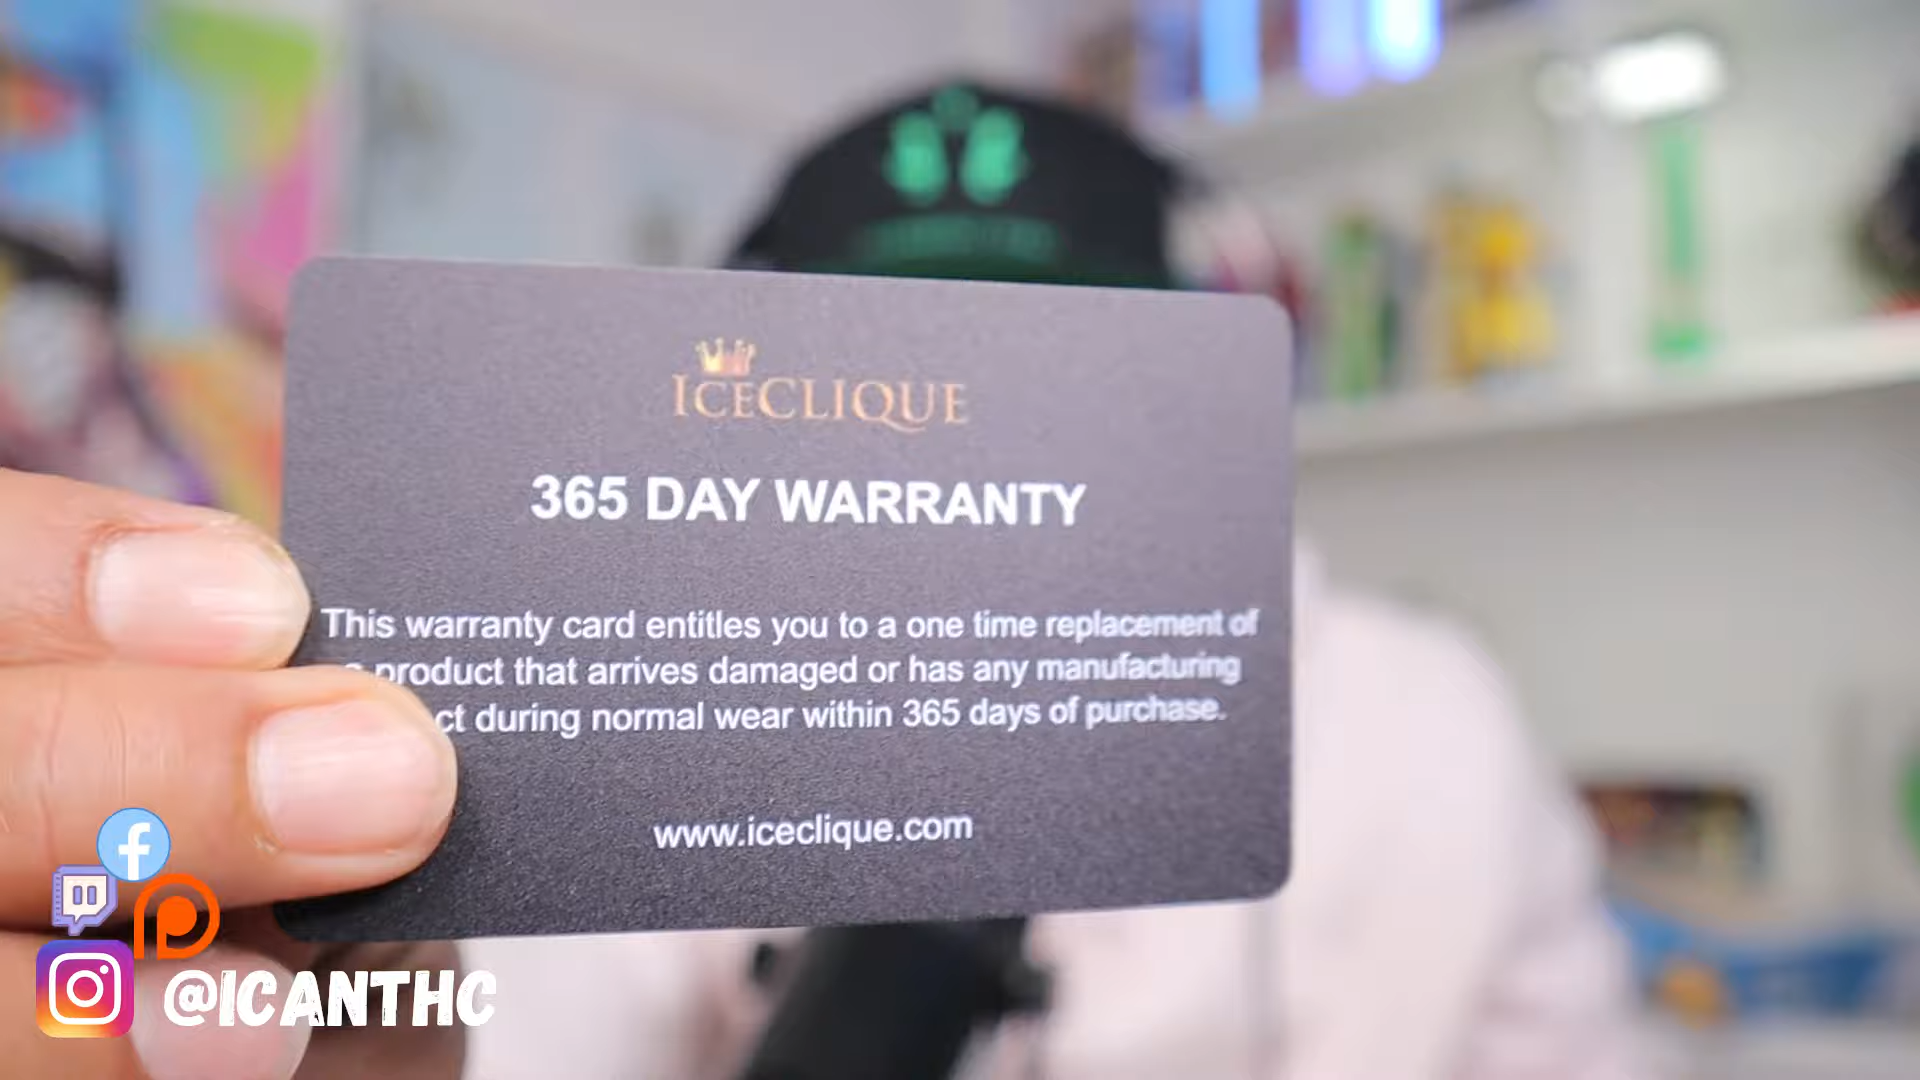 ICECLIQUE
365 DAY WARRANTY
This warranty card entitles you to a one time replacement of
product that arrives damaged or has any manufacturing
during normal wear within 365 days of purchase.
www.iceclique.com
@ICANTHC